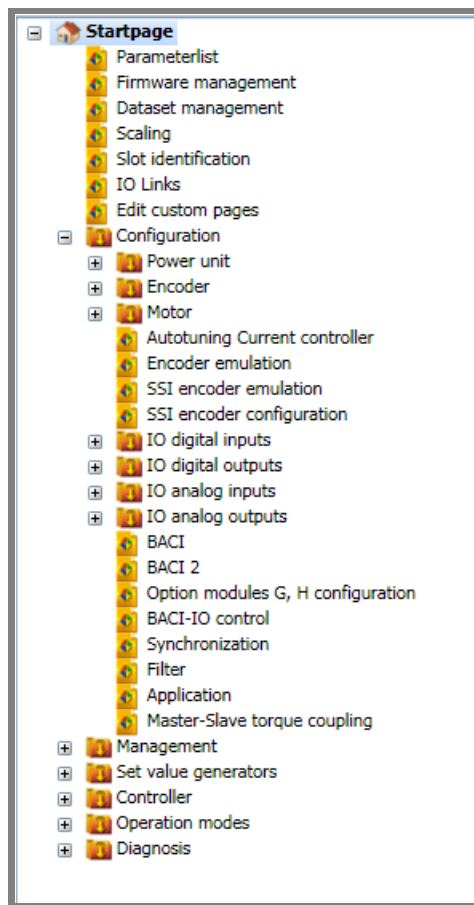 Startpage
Parameterlist
Firmware management
Dataset management
Scaling
Slot identification
IO Links
Edit custom pages
Configuration
Power unit
Encoder
Motor
Autotuning Current controller
Encoder emulation
SSI encoder emulation
SSI encoder configuration
IO digital inputs
IO digital outputs
IO analog inputs
IO analog outputs
BACI
BACI 2
Option modules G, H configuration
BACI-IO control
Synchronization
Filter
Application
Master-Slave torque coupling
Management
Set value generators
Controller
Operation modes
Diagnosis